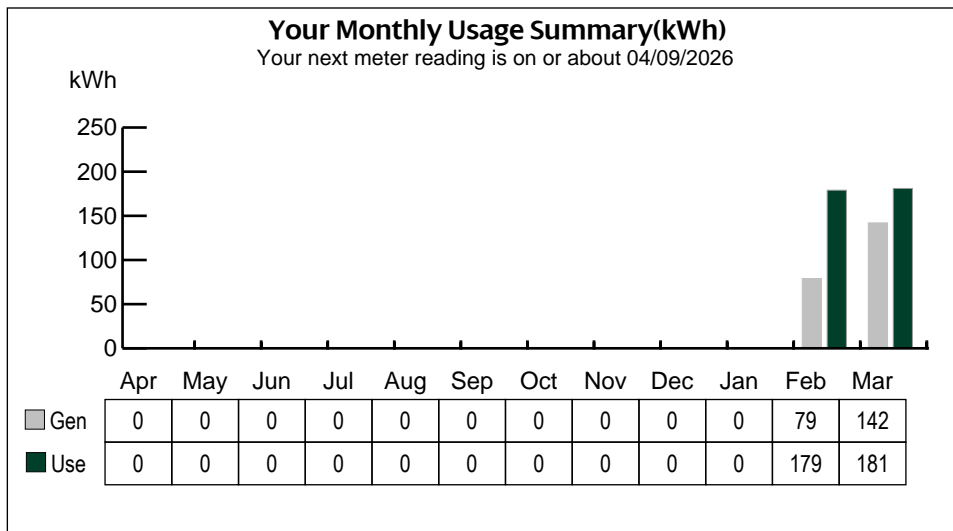 Your Monthly Usage Summary(kWh)
Your next meter reading is on or about 04/09/2026
kWh
250
200
150
100
50
0
Apr May Jun Jul Aug Sep Oct Nov Dec Jan Feb Mar
Gen 0 0 0 0 0 0 0 0 0 0 79 142
Use 0 0 0 0 0 0 0 0 0 0 179 181